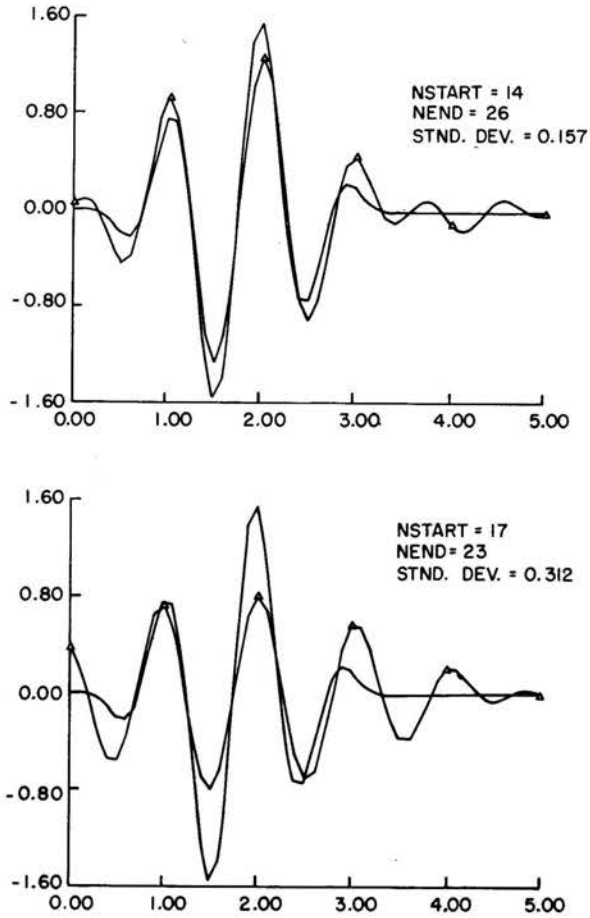 1.60
NSTART = 14
NEND = 26
STND. DEV. = 0.157
0.80
0.00
-0.80
-1.60
0.00 1.00 2.00 3.00 4.00 5.00
1.60
NSTART = 17
NEND = 23
STND. DEV. = 0.312
0.80
0.00
-0.80
-1.60
0.00 1.00 2.00 3.00 4.00 5.00